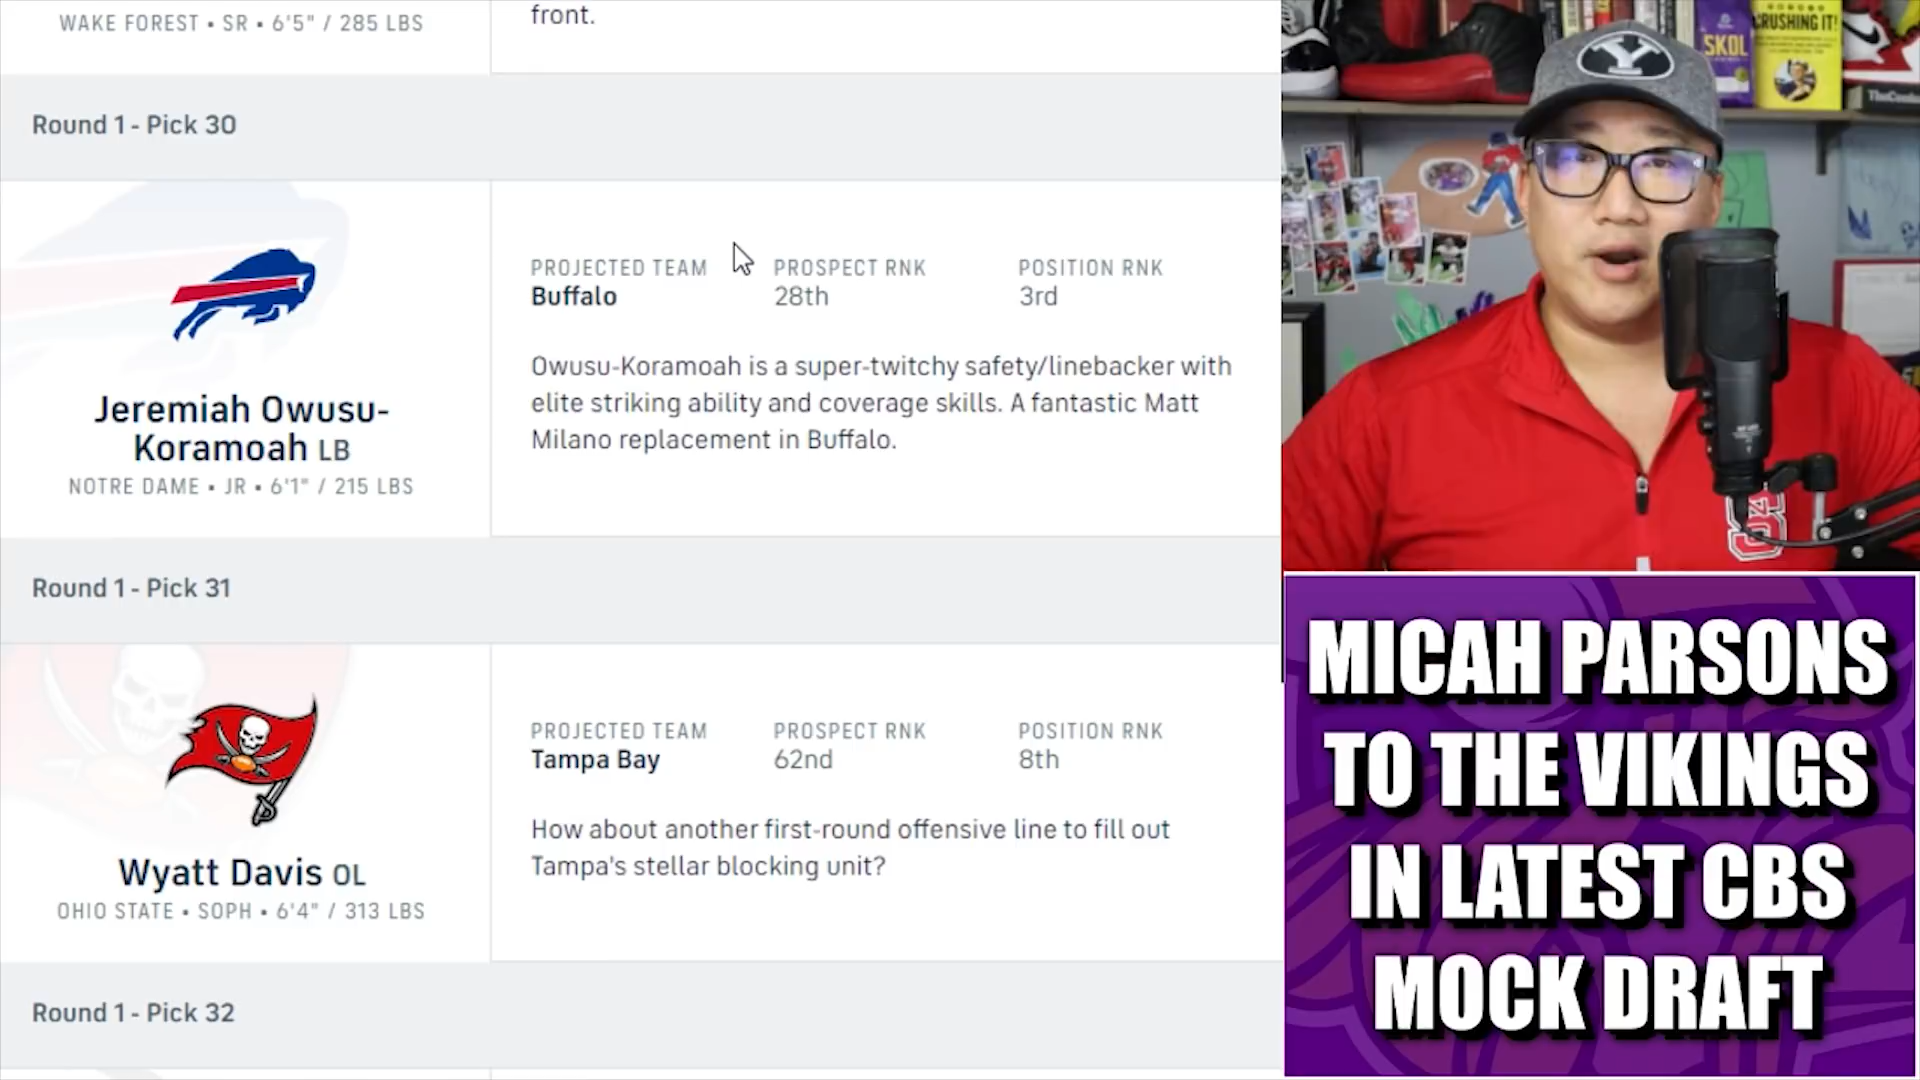 WAKE FOREST • SR • 6'5" / 285 LBS
front.
Round 1 - Pick 30
PROJECTED TEAM
Buffalo
PROSPECT RNK
28th
POSITION RNK
3rd
Owusu-Koramoah is a super-twitchy safety/linebacker with
elite striking ability and coverage skills. A fantastic Matt
Milano replacement in Buffalo.
Jeremiah Owusu-
Koramoah LB
NOTRE DAME • JR • 6'1" / 215 LBS
Round 1 - Pick 31
PROJECTED TEAM
Tampa Bay
PROSPECT RNK
62nd
POSITION RNK
8th
How about another first-round offensive line to fill out
Tampa's stellar blocking unit?
Wyatt Davis OL
OHIO STATE • SOPH • 6'4" / 313 LBS
Round 1 - Pick 32
SKOL
CRUSHING IT!
Y
MICAH PARSONS
TO THE VIKINGS
IN LATEST CBS
MOCK DRAFT